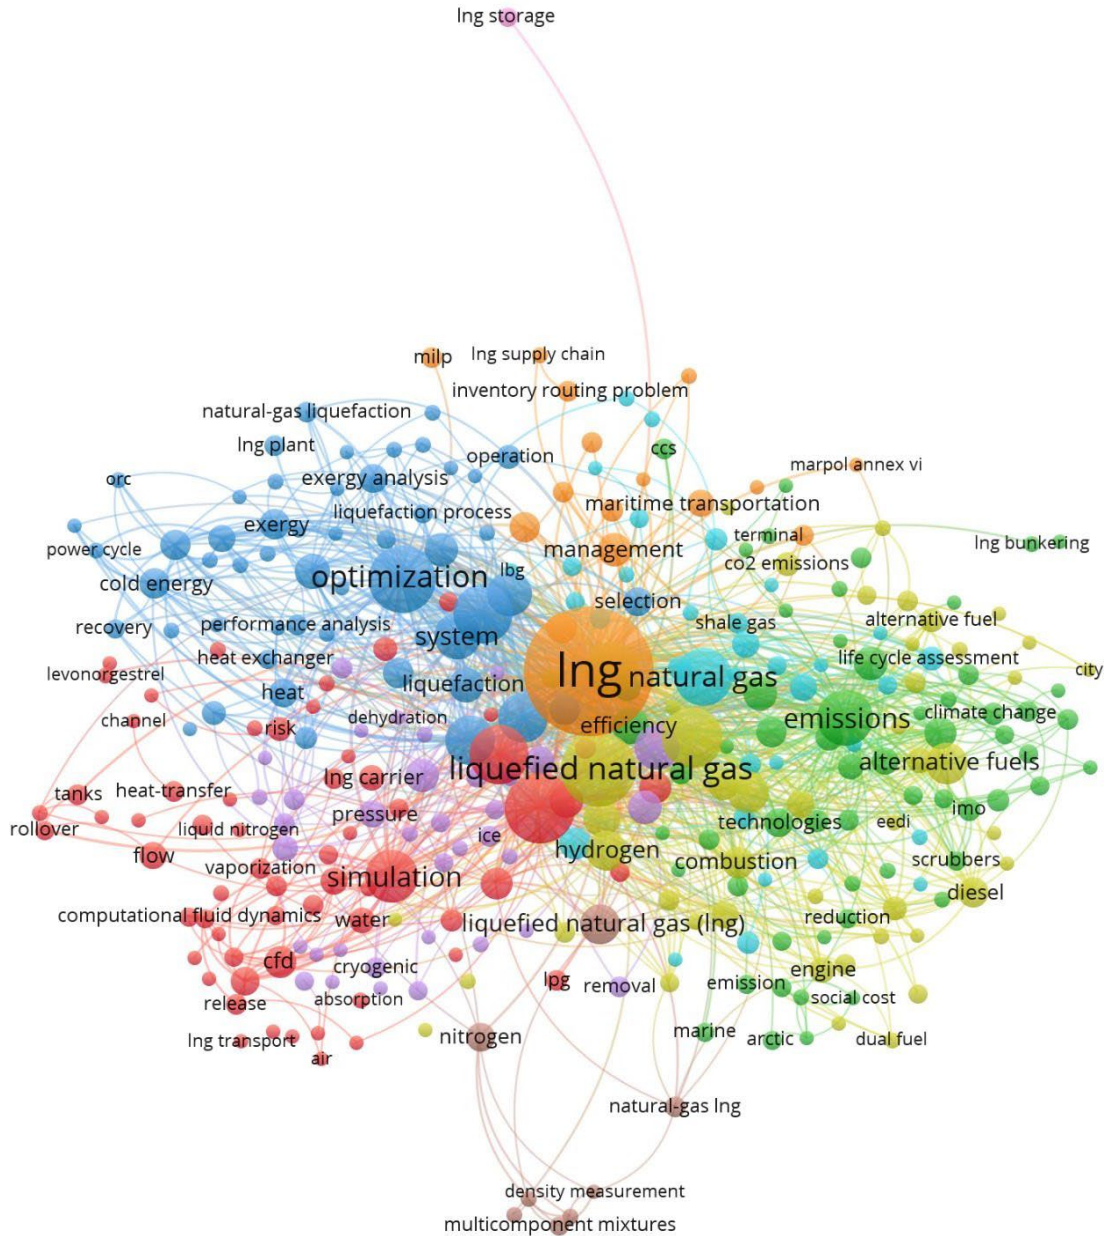 lng storage
milp
lng supply chain
inventory routing problem
natural-gas liquefaction
lng plant
operation
ccs
marpol annex vi
orc
exergy analysis
liquefaction process
maritime transportation
exergy
terminal
lng bunkering
power cycle
management
co2 emissions
cold energy
optimization
lbg
selection
recovery
performance analysis
system
shale gas
alternative fuel
levonorgestrel
heat exchanger
life cycle assessment
city
heat
liquefaction
lng
natural gas
channel
risk
dehydration
efficiency
emissions
climate change
tanks
heat-transfer
lng carrier
liquefied natural gas
alternative fuels
rollover
liquid nitrogen
pressure
ice
technologies
eedi
imo
flow
vaporization
simulation
hydrogen
combustion
scrubbers
diesel
computational fluid dynamics
water
liquefied natural gas (lng)
reduction
cfd
cryogenic
lpg
removal
emission
engine
release
absorption
social cost
lng transport
air
nitrogen
marine
arctic
dual fuel
natural-gas lng
density measurement
multicomponent mixtures